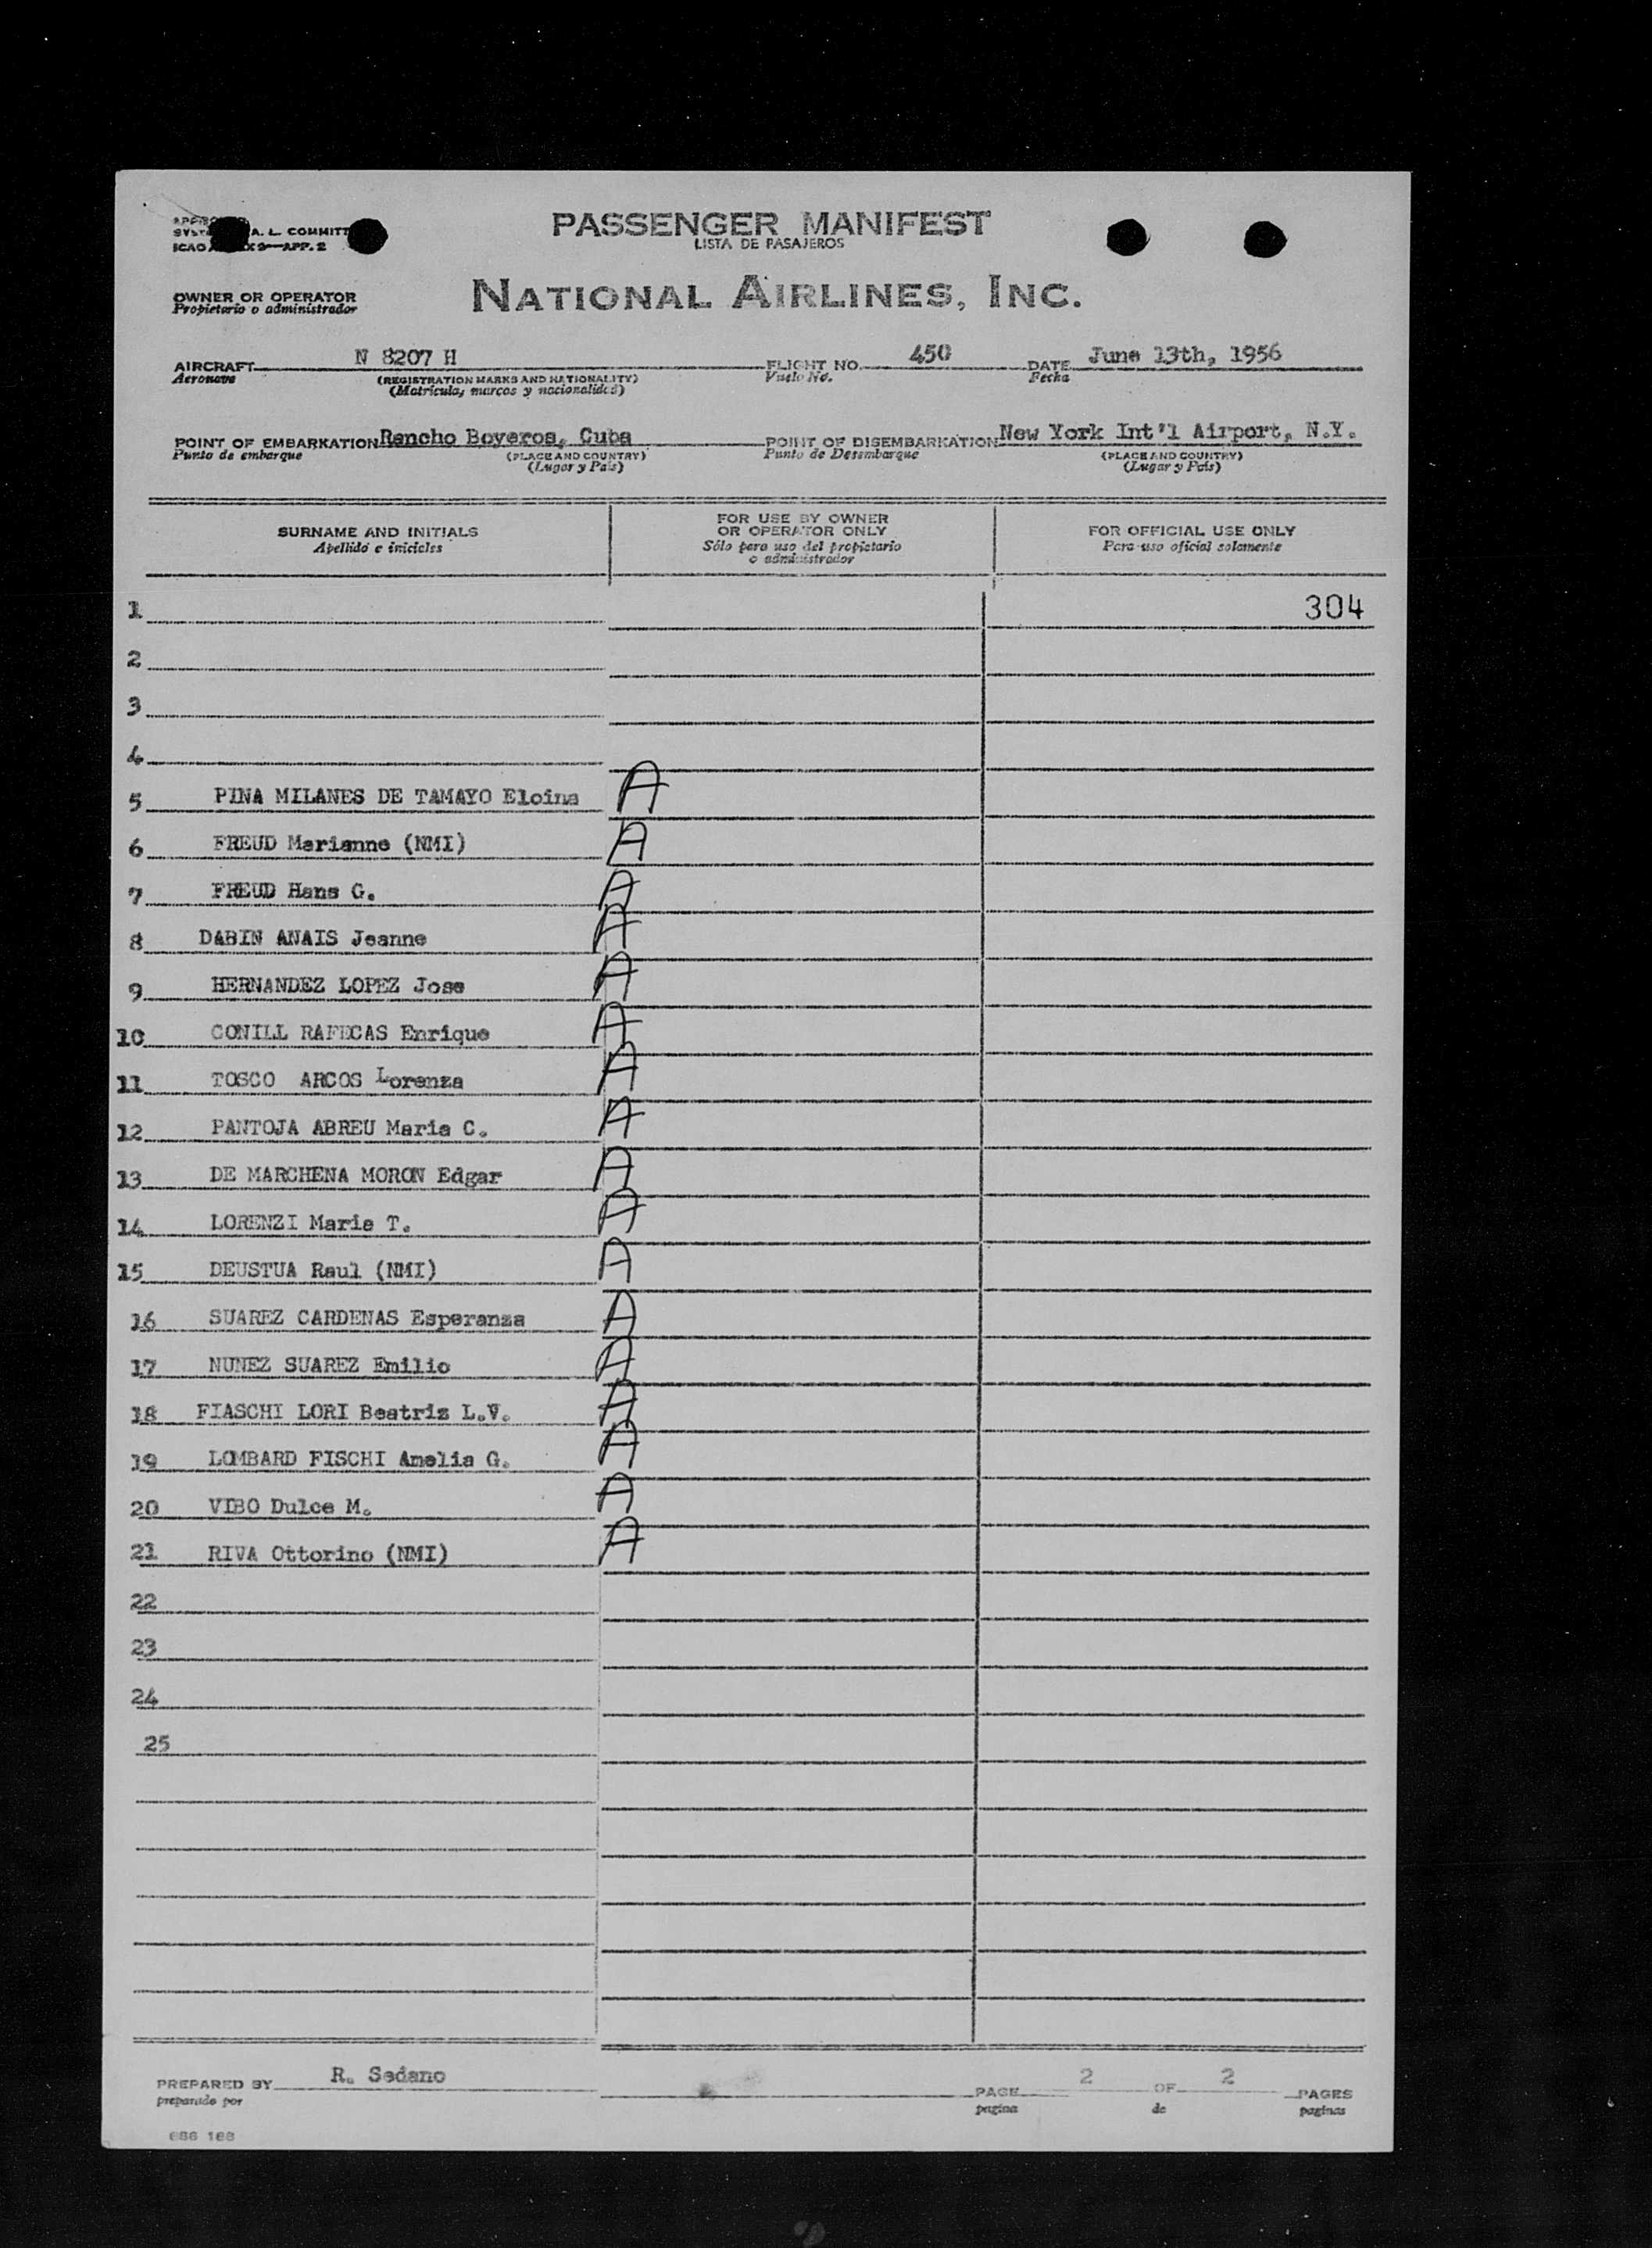 PASSENGER MANIFEST
LISTA DE PASAJEROS
A. L. COMMITT
ICAO 9—APP. 2
NATIONAL AIRLINES, INC.
OWNER OR OPERATOR
Propietario o administrador
AIRCRAFT N 8207 H FLIGHT NO. 450 DATE June 13th, 1956
Aeronave (REGISTRATION MARKS AND NATIONALITY) Vuelo No. Fecha
(Matricula, marcas y nacionalidad)
POINT OF EMBARKATION Rancho Boyeros, Cuba POINT OF DISEMBARKATION New York Int'l Airport, N.Y.
Punto de embarque (PLACE AND COUNTRY) Punto de Desembarque (PLACE AND COUNTRY)
(Lugar y País) (Lugar y País)
SURNAME AND INITIALS FOR USE BY OWNER OR OPERATOR ONLY FOR OFFICIAL USE ONLY
Apellido e iniciales Sólo para uso del propietario o administrador Para uso oficial solamente
1 304
2
3
4
5 PINA MILANES DE TAMAYO Eloina A
6 FREUD Marianne (NMI) A
7 FREUD Hans G. A
8 DABIN ANAIS Jeanne A
9 HERNANDEZ LOPEZ Jose A
10 CONILL RAFECAS Enrique A
11 TOSCO ARCOS Lorenza A
12 PANTOJA ABREU Maria C. A
13 DE MARCHENA MORON Edgar A
14 LORENZI Marie T. A
15 DEUSTUA Raul (NMI) A
16 SUAREZ CARDENAS Esperanza A
17 NUNEZ SUAREZ Emilio A
18 FIASCHI LORI Beatriz L.V. A
19 LOMBARD FISCHI Amelia G. A
20 VIBO Dulce M. A
21 RIVA Ottorino (NMI) A
22
23
24
25
PREPARED BY R. Sedano PAGE 2 OF 2 PAGES
preparado por pagina de paginas
686 168